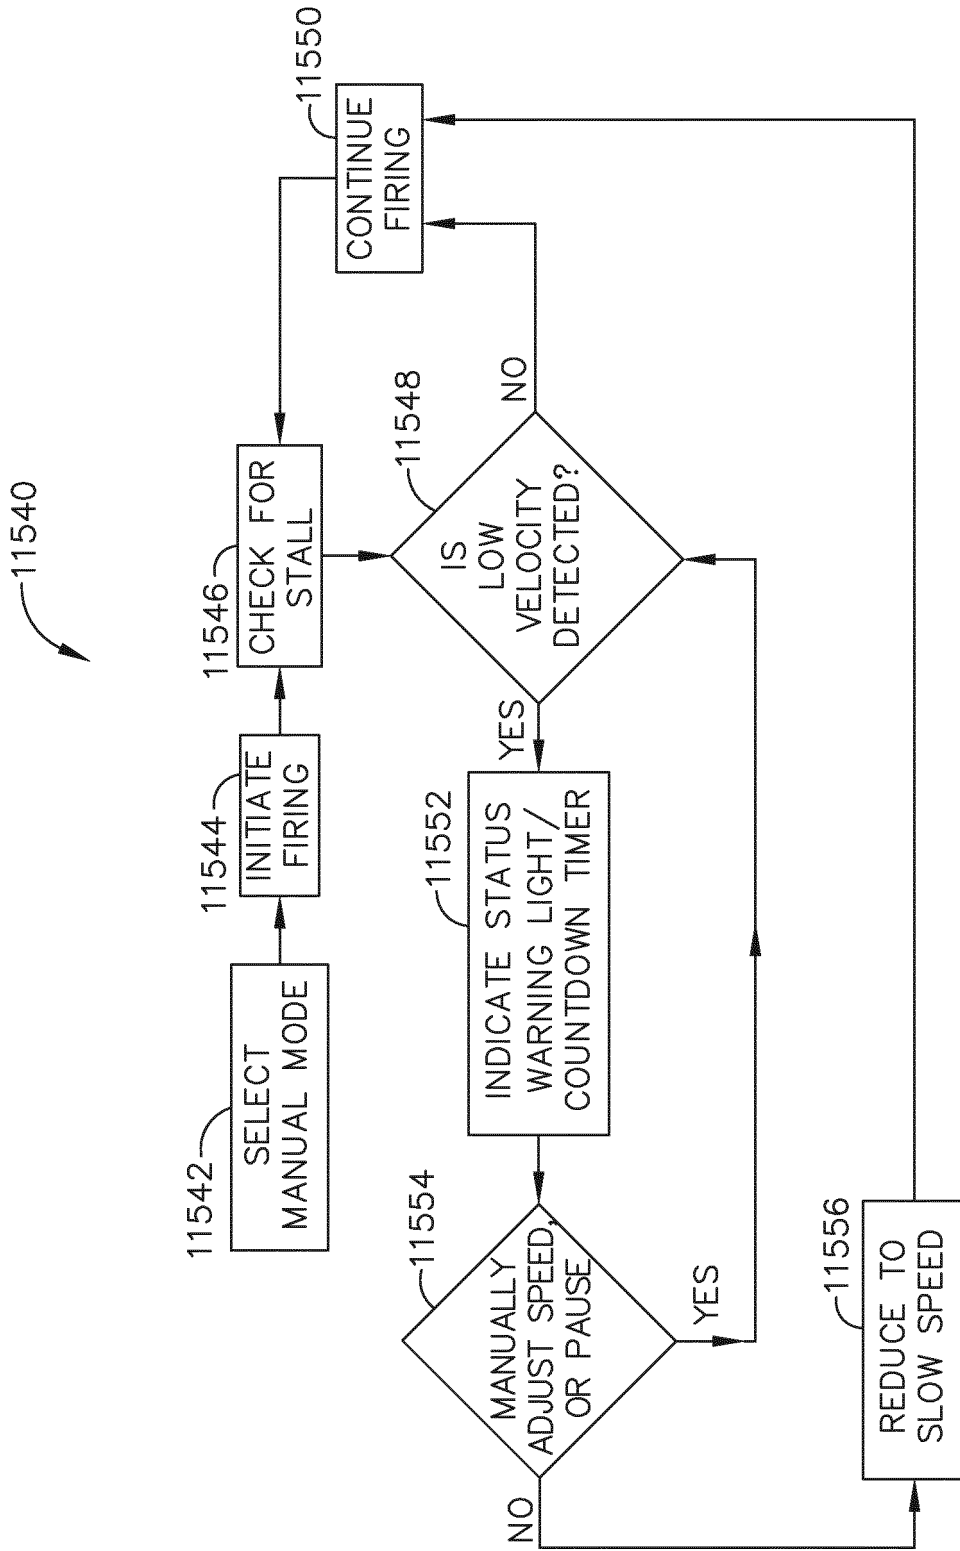 11540
11542
SELECT
MANUAL MODE
11544
INITIATE
FIRING
11546
CHECK FOR
STALL
11550
CONTINUE
FIRING
11548
IS
LOW
VELOCITY
DETECTED?
NO
YES
11552
INDICATE STATUS
WARNING LIGHT/
COUNTDOWN TIMER
11554
MANUALLY
ADJUST SPEED,
OR PAUSE
YES
NO
11556
REDUCE TO
SLOW SPEED